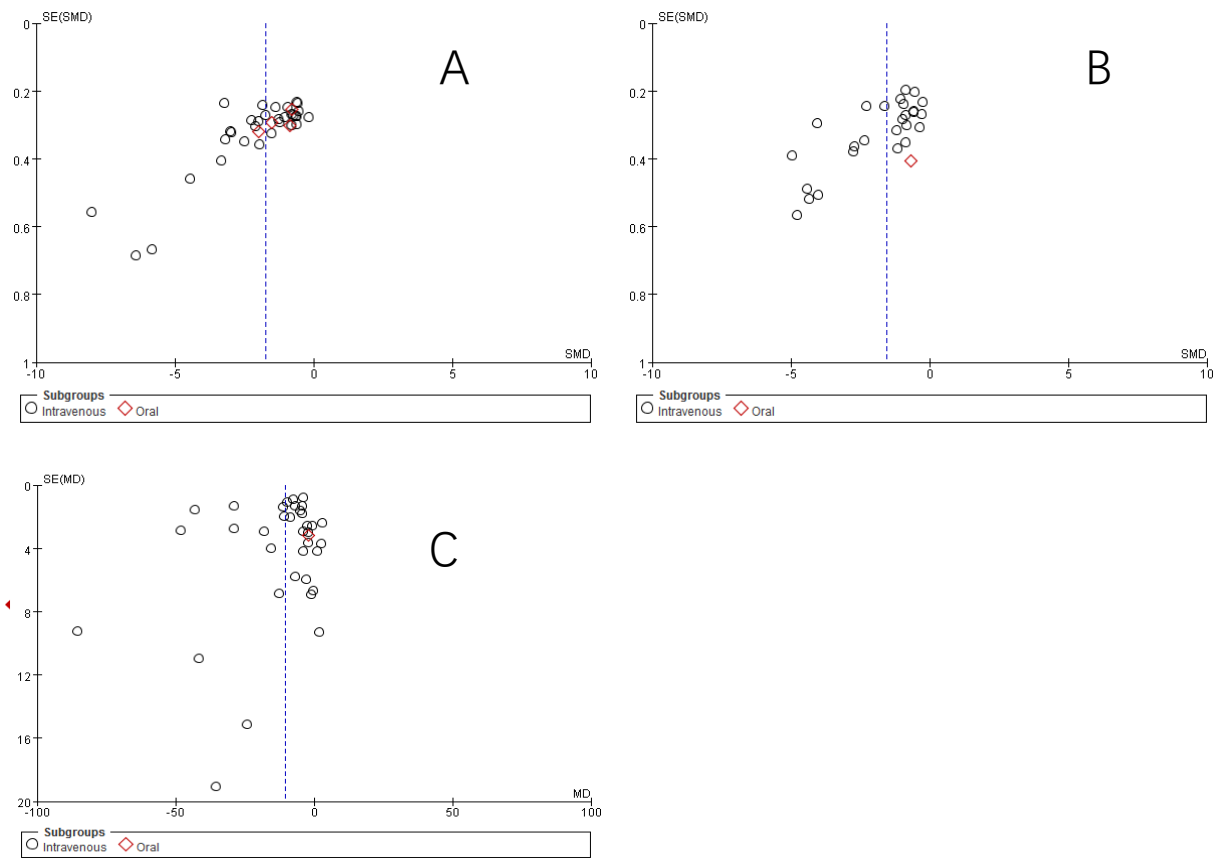 SE(SMD)
A
0
0.2
0.4
0.6
0.8
1
SMD
-10 -5 0 5 10
Subgroups
Intravenous Oral
SE(SMD)
B
0
0.2
0.4
0.6
0.8
1
SMD
-10 -5 0 5 10
Subgroups
Intravenous Oral
SE(MD)
C
0
4
8
12
16
20
MD
-100 -50 0 50 100
Subgroups
Intravenous Oral